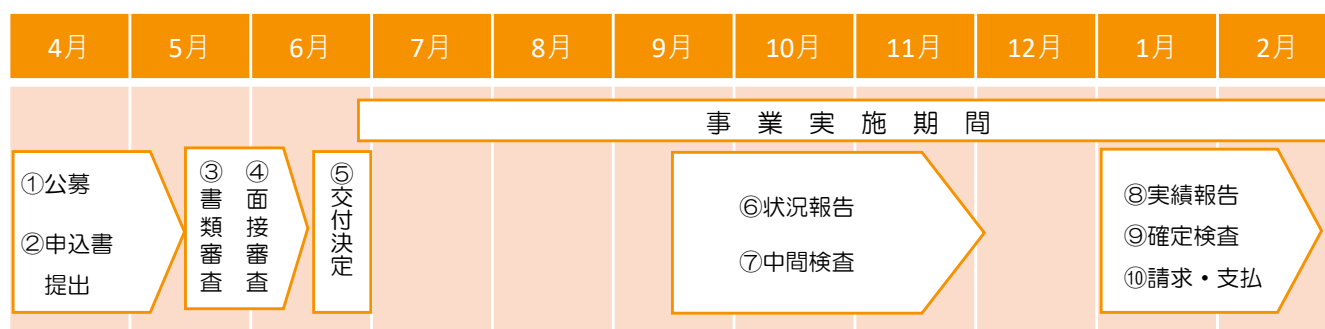 4月 5月 6月 7月 8月 9月 10月 11月 12月 1月 2月
事業実施期間
①公募
②申込書
提出
③書類審査
④面接審査
⑤交付決定
⑥状況報告
⑦中間検査
⑧実績報告
⑨確定検査
⑩請求・支払